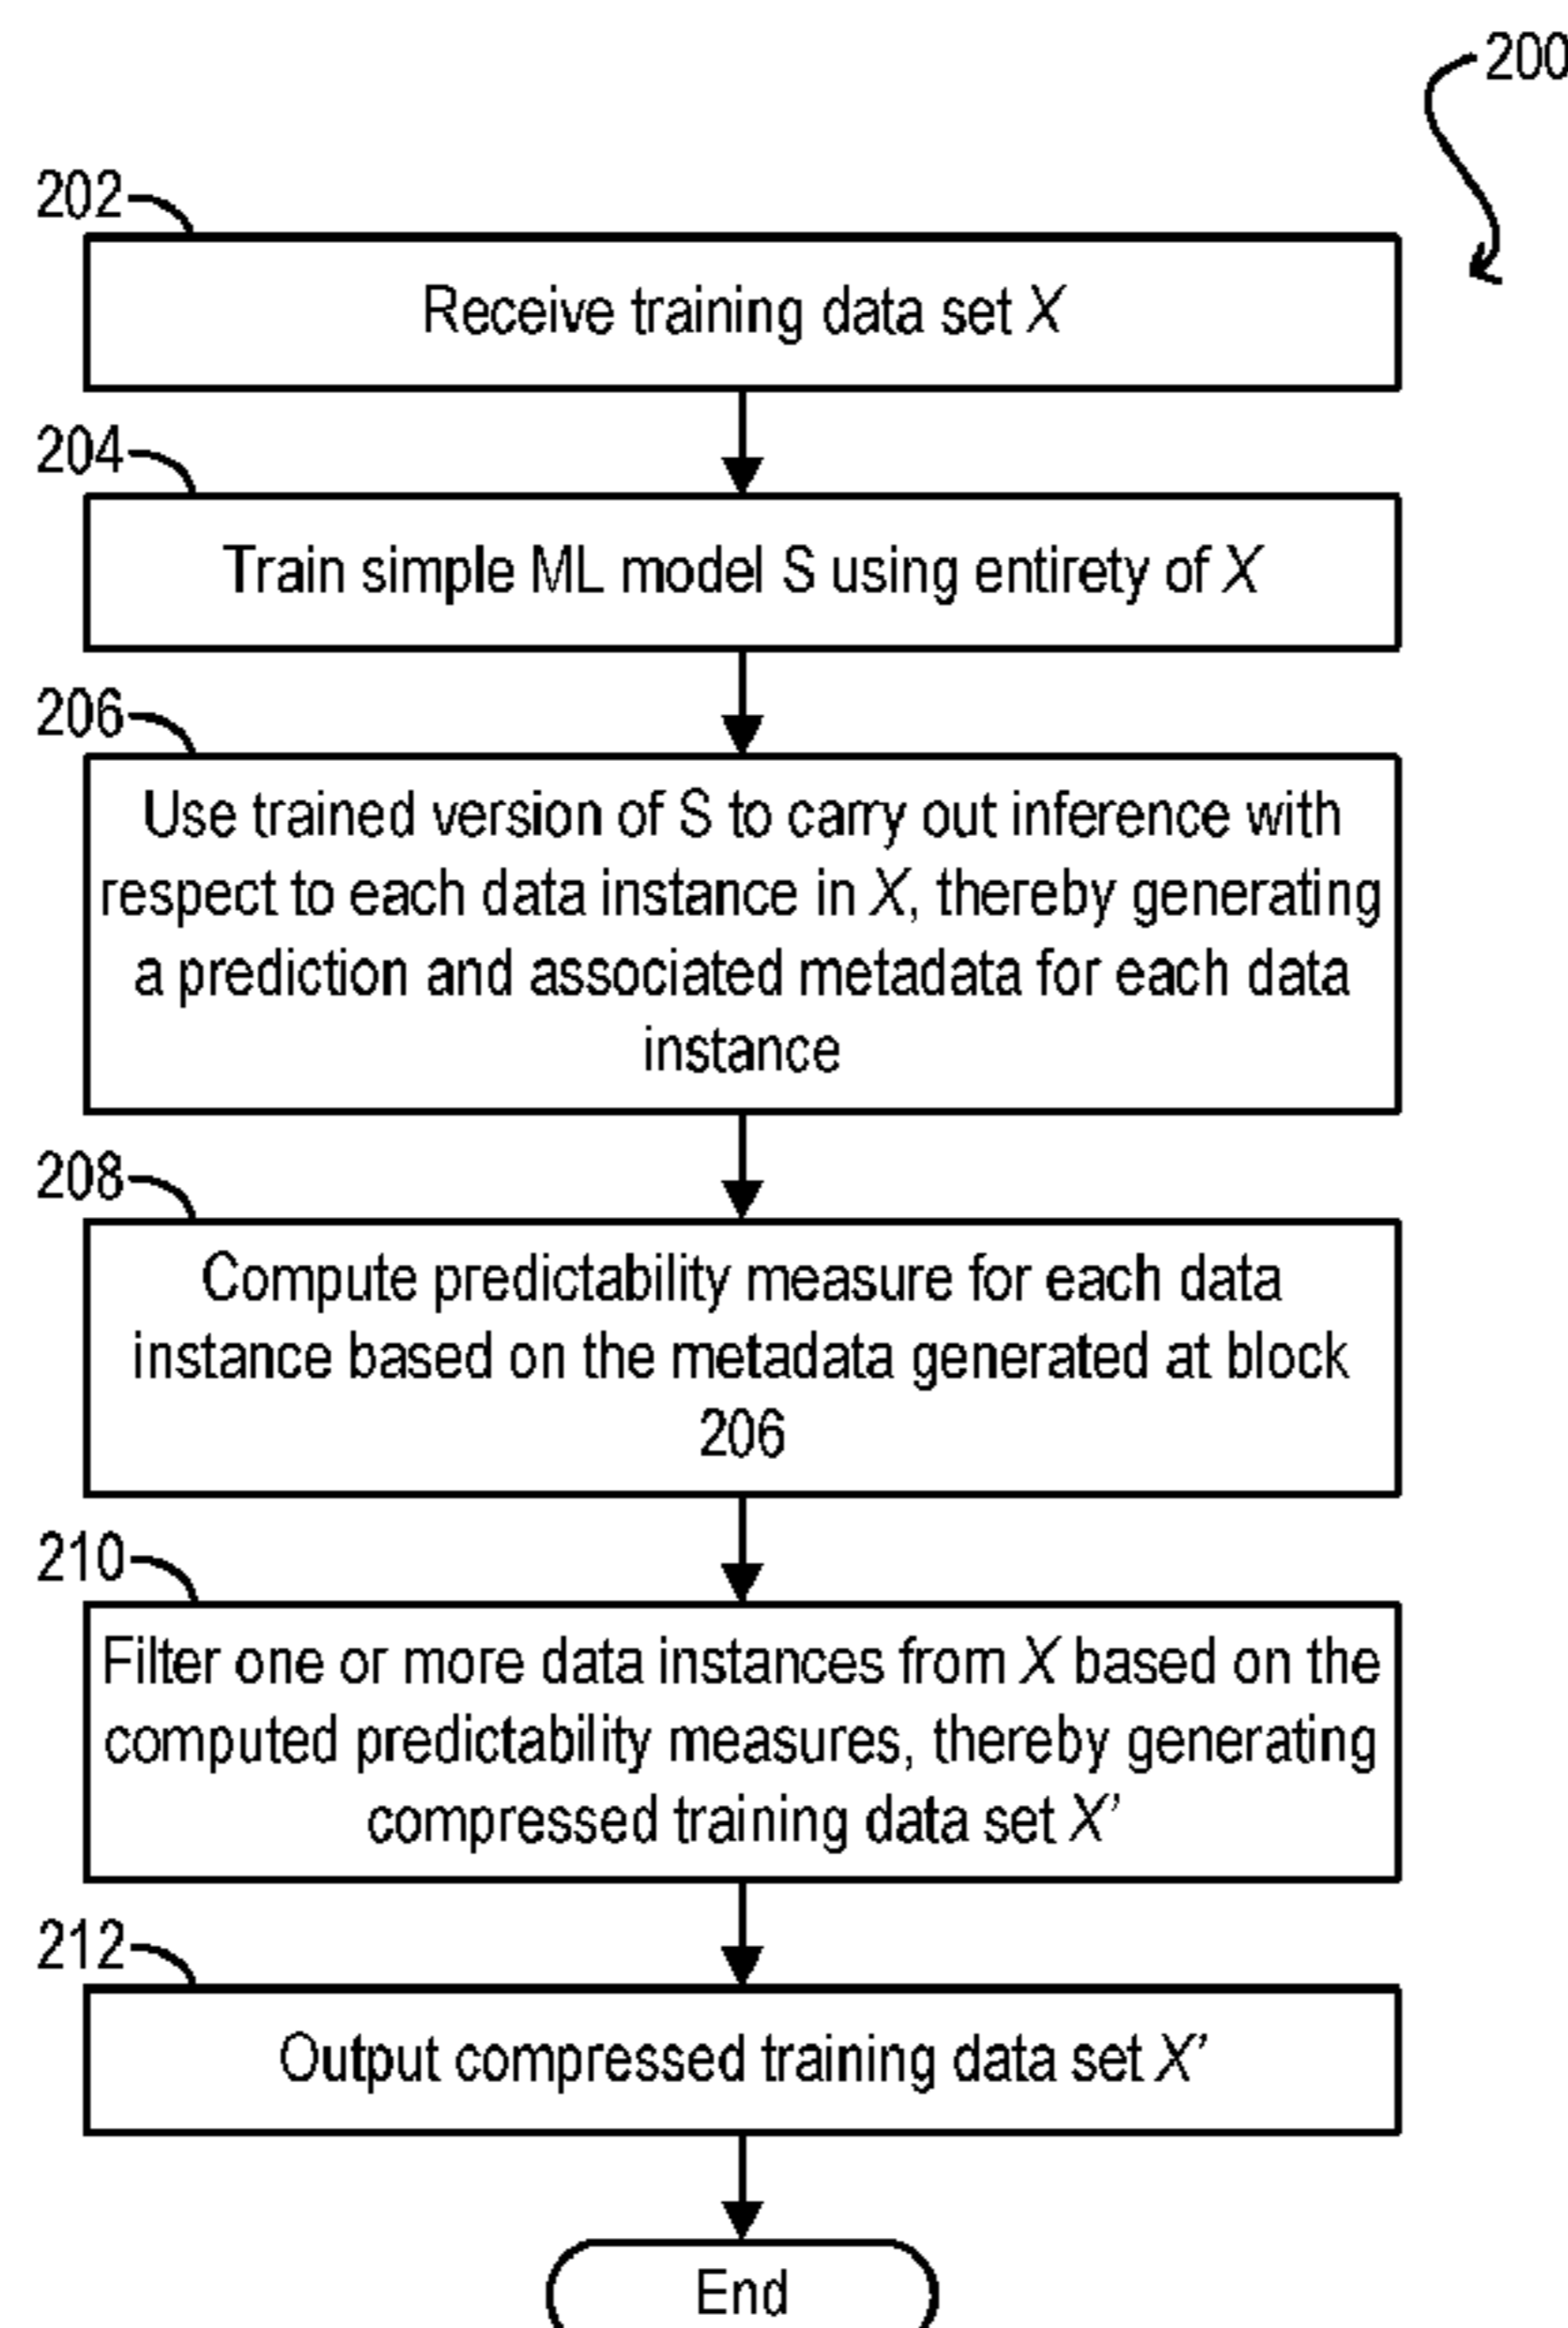 200
202
Receive training data set X
204
Train simple ML model S using entirety of X
206
Use trained version of S to carry out inference with
respect to each data instance in X, thereby generating
a prediction and associated metadata for each data
instance
208
Compute predictability measure for each data
instance based on the metadata generated at block
206
210
Filter one or more data instances from X based on the
computed predictability measures, thereby generating
compressed training data set X’
212
Output compressed training data set X’
End